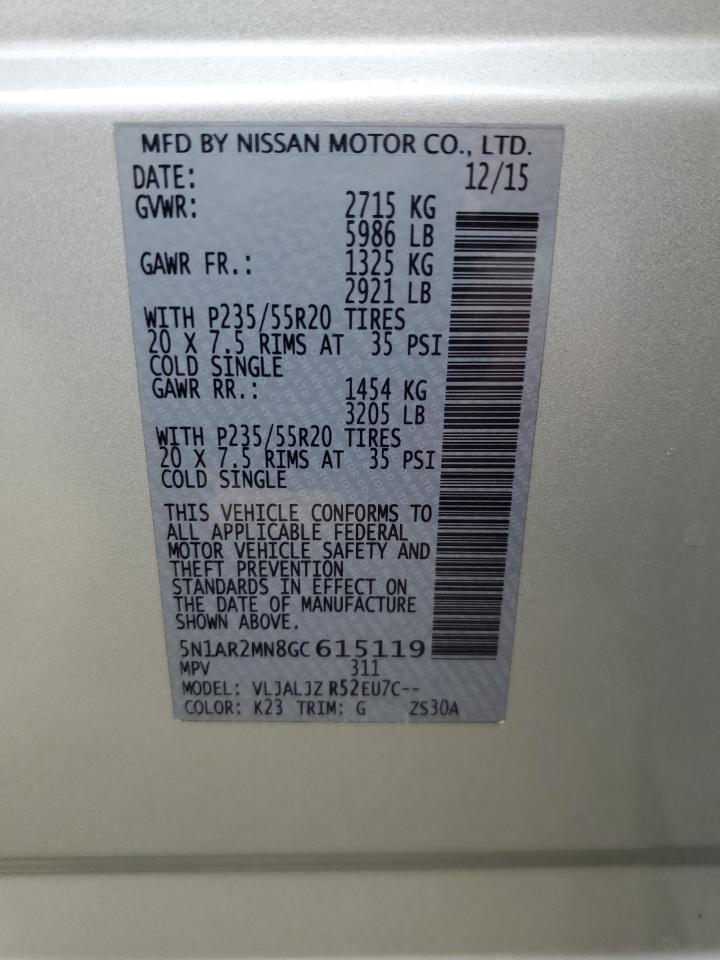 MFD BY NISSAN MOTOR CO., LTD.
DATE: 12/15
GVWR: 2715 KG
5986 LB
GAWR FR.: 1325 KG
2921 LB
WITH P235/55R20 TIRES
20 X 7.5 RIMS AT 35 PSI
COLD SINGLE
GAWR RR.: 1454 KG
3205 LB
WITH P235/55R20 TIRES
20 X 7.5 RIMS AT 35 PSI
COLD SINGLE
THIS VEHICLE CONFORMS TO
ALL APPLICABLE FEDERAL
MOTOR VEHICLE SAFETY AND
THEFT PREVENTION
STANDARDS IN EFFECT ON
THE DATE OF MANUFACTURE
SHOWN ABOVE.
5N1AR2MN8GC615119
MPV 311
MODEL: VLJALJZ R52EU7C--
COLOR: K23 TRIM: G ZS30A